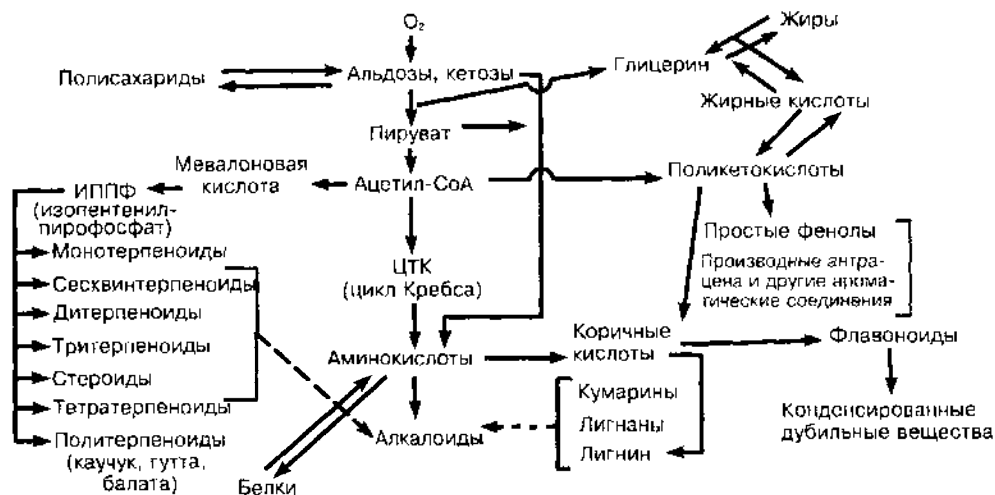 O₂
Жиры
Полисахариды
Альдозы, кетозы
Глицерин
Жирные кислоты
Пируват
Мевалоновая
кислота
Ацетил-СоА
Поликетокислоты
ИППФ
(изопентенил-
пирофосфат)
Монотерпеноиды
Сесквинтерпеноиды
Дитерпеноиды
Тритерпеноиды
Стероиды
Тетратерпеноиды
Политерпеноиды
(каучук, гутта,
балата)
ЦТК
(цикл Кребса)
Аминокислоты
Алкалоиды
Белки
Простые фенолы
Производные антра-
цена и другие арома-
тические соединения
Коричные
кислоты
Флавоноиды
Кумарины
Лигнаны
Лигнин
Конденсированные
дубильные вещества